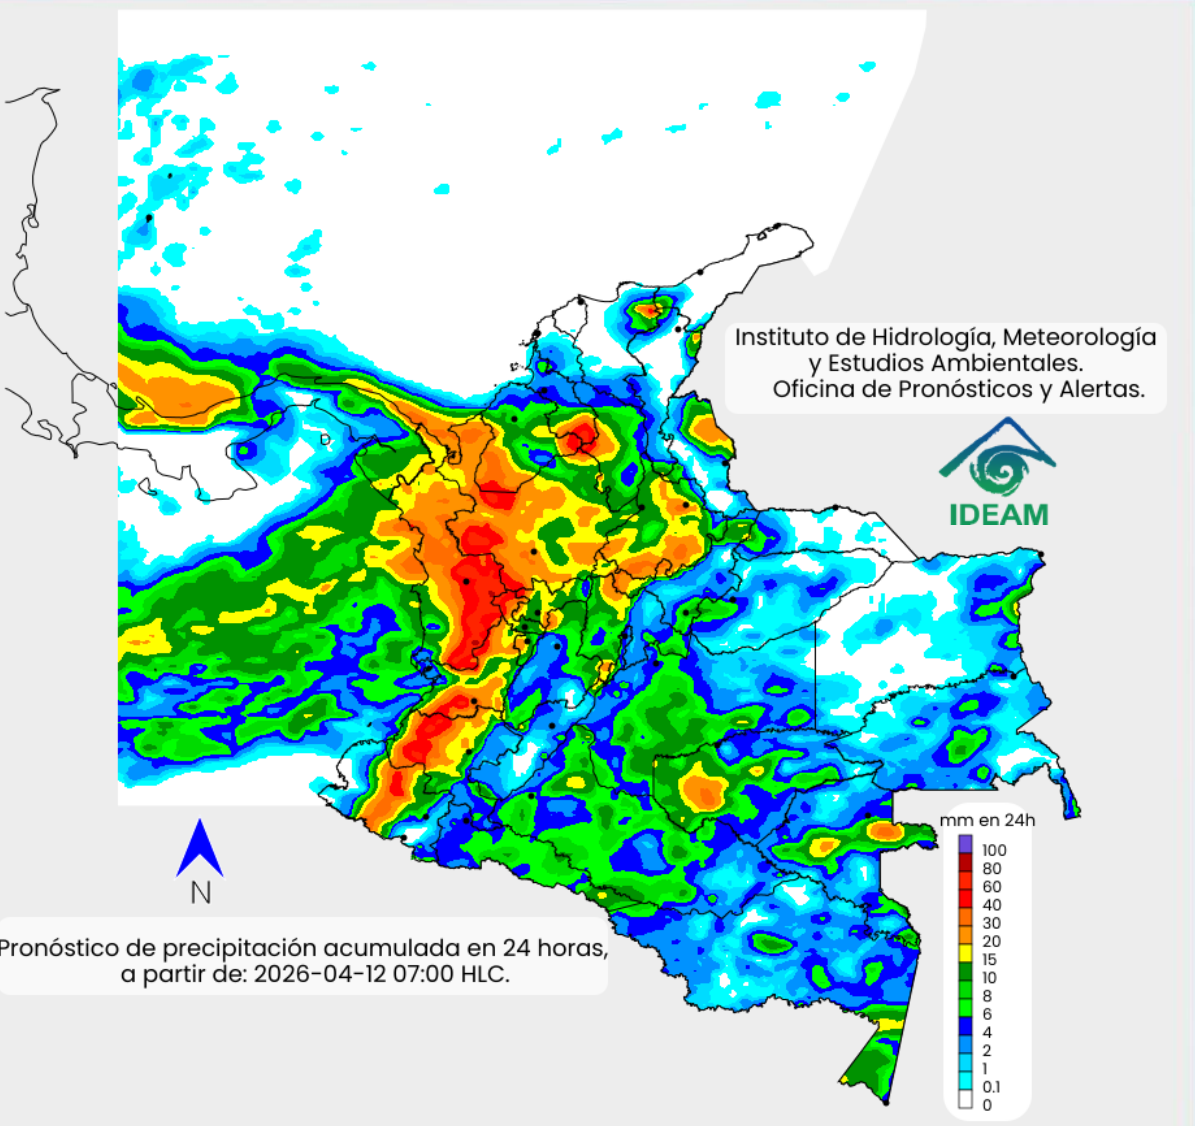 Instituto de Hidrología, Meteorología
y Estudios Ambientales.
Oficina de Pronósticos y Alertas.
IDEAM
mm en 24h
100
80
60
40
30
20
15
10
8
6
4
2
1
0.1
0
N
Pronóstico de precipitación acumulada en 24 horas,
a partir de: 2026-04-12 07:00 HLC.